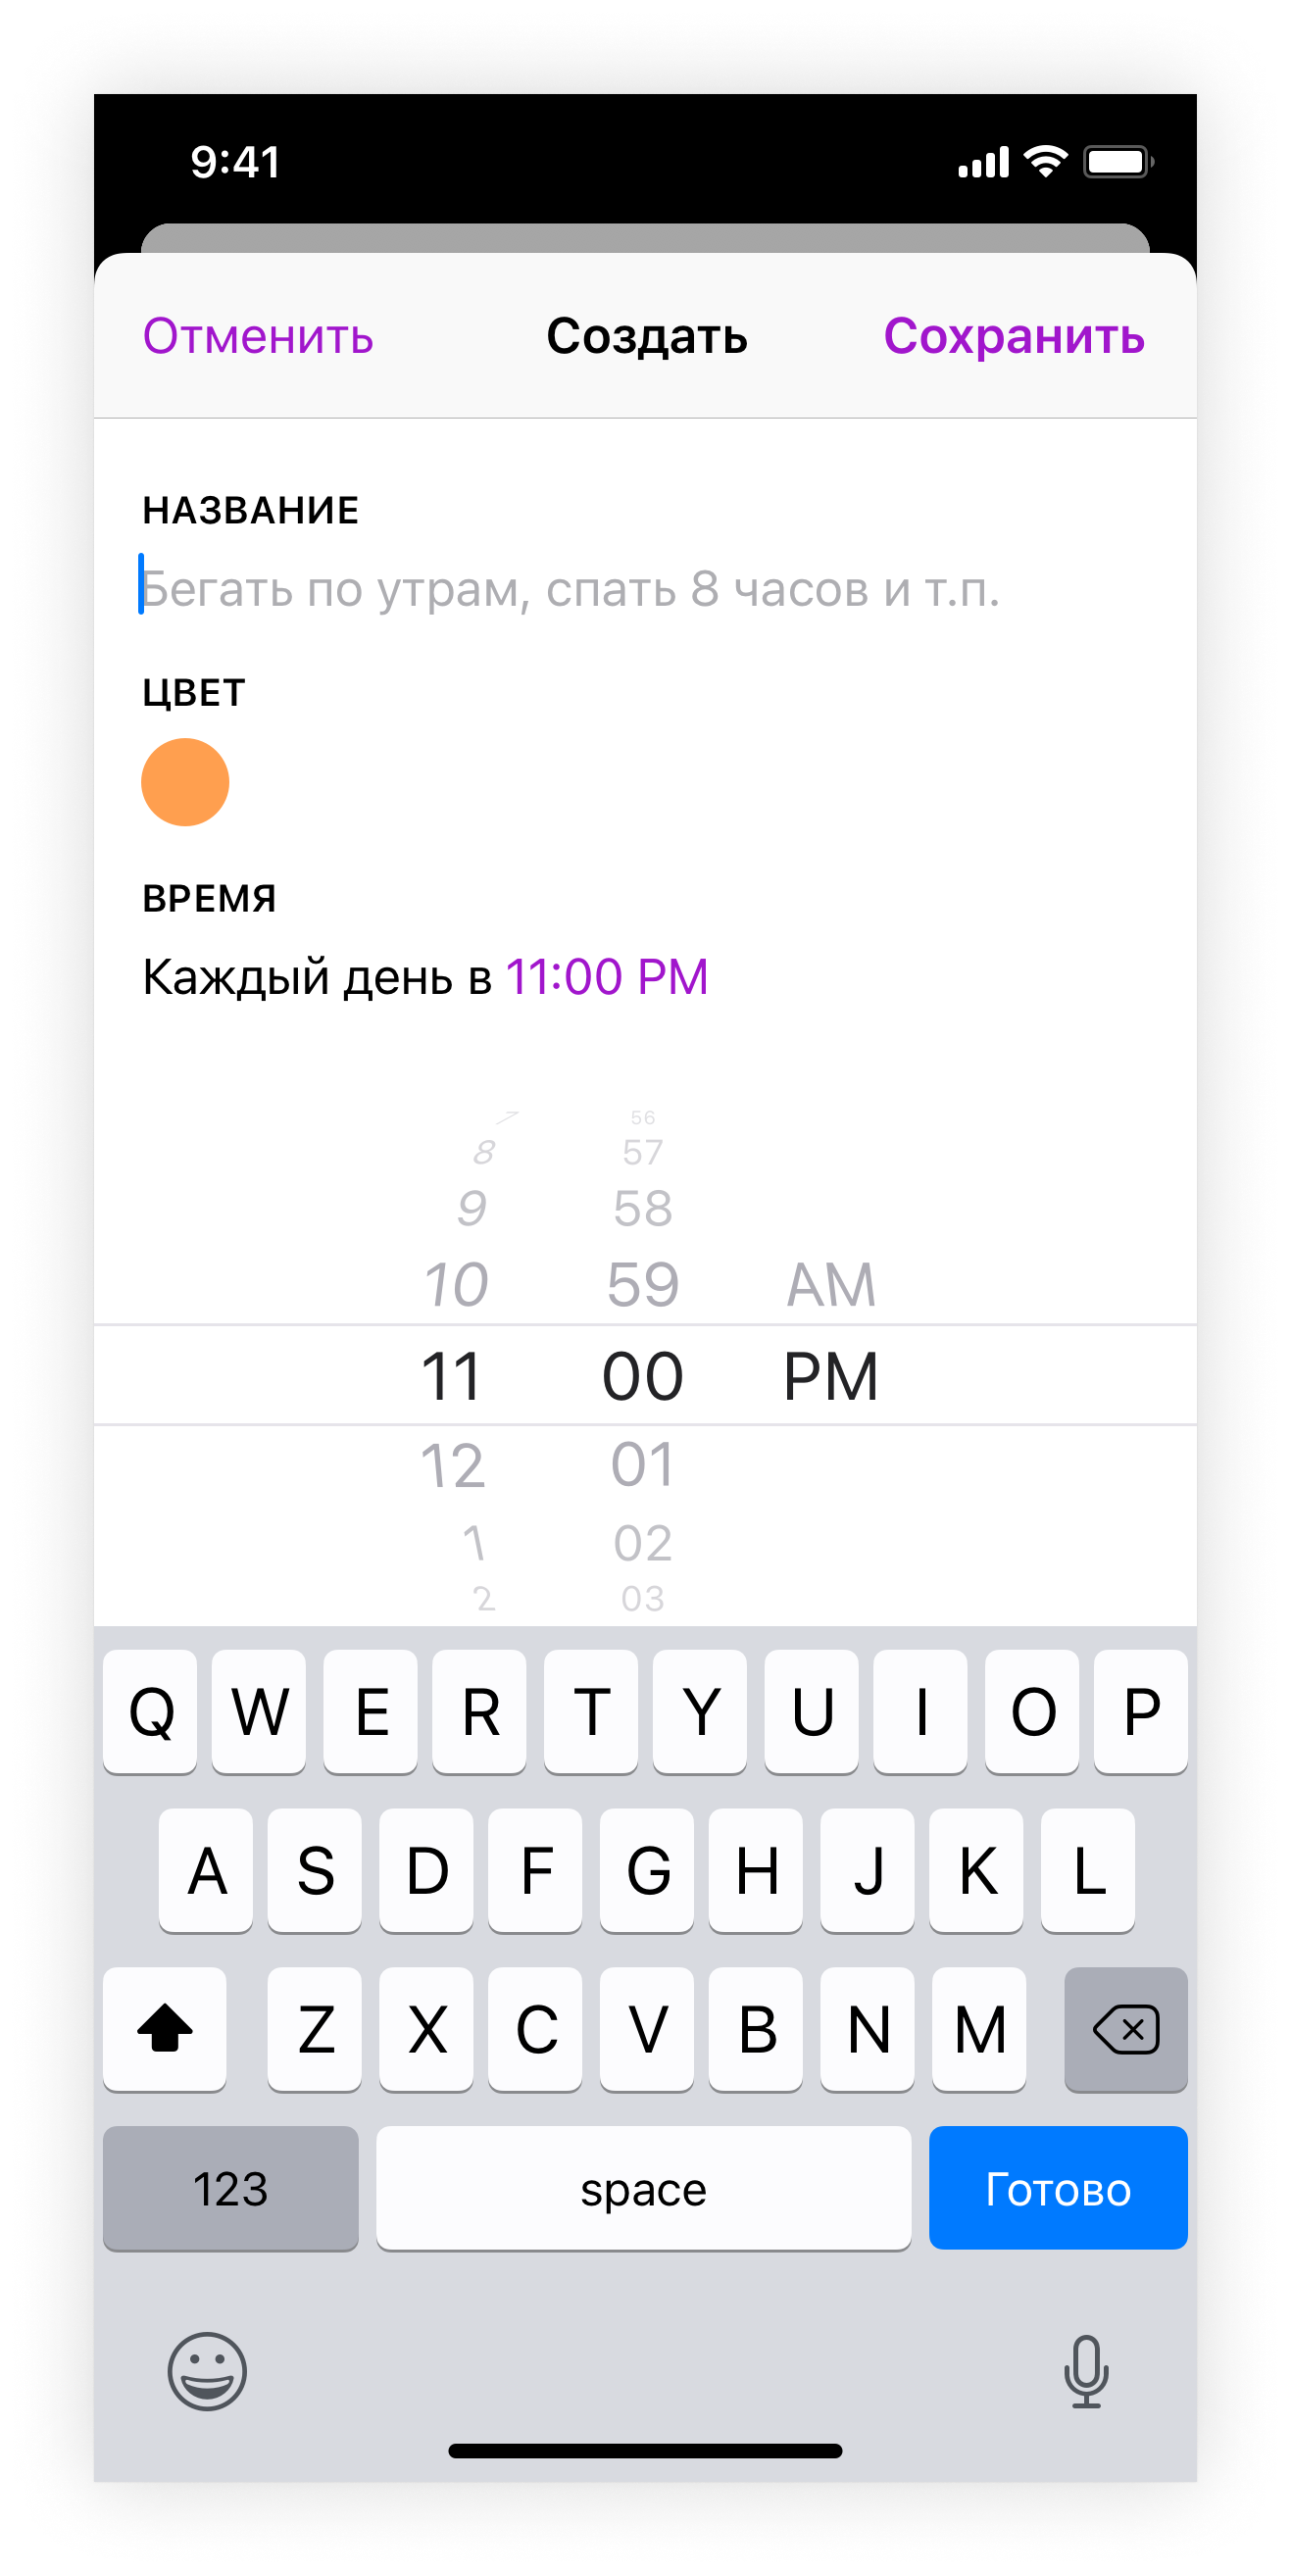 9:41
Отменить Создать Сохранить
НАЗВАНИЕ
Бегать по утрам, спать 8 часов и т.п.
ЦВЕТ
ВРЕМЯ
Каждый день в 11:00 PM
7 56
8 57
9 58
10 59 AM
11 00 PM
12 01
1 02
2 03
Q W E R T Y U I O P
A S D F G H J K L
Z X C V B N M
123 space Готово